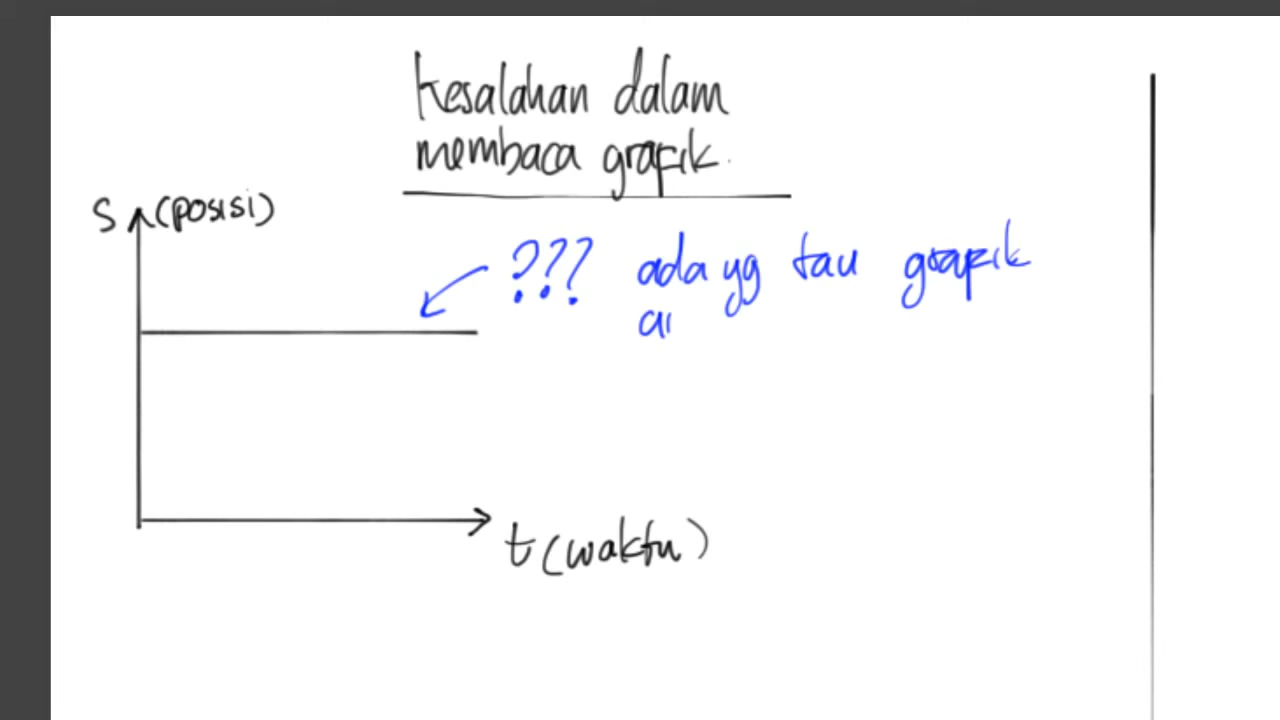 Kesalahan dalam
membaca grafik.
S (posisi)
??? ada yg tau grafik
a
t (waktu)